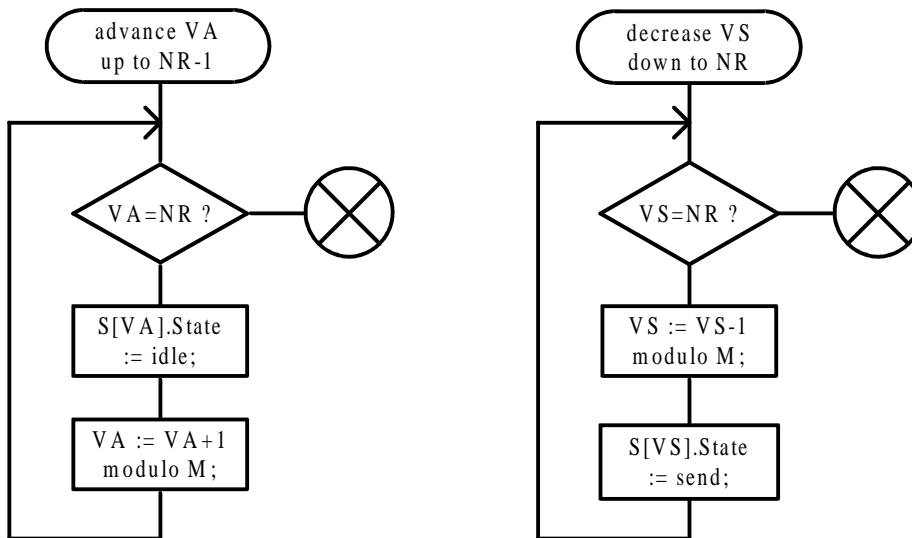 advance VA
up to NR-1
VA=NR ?
S[VA].State
:= idle;
VA := VA+1
modulo M;
decrease VS
down to NR
VS=NR ?
VS := VS-1
modulo M;
S[VS].State
:= send;